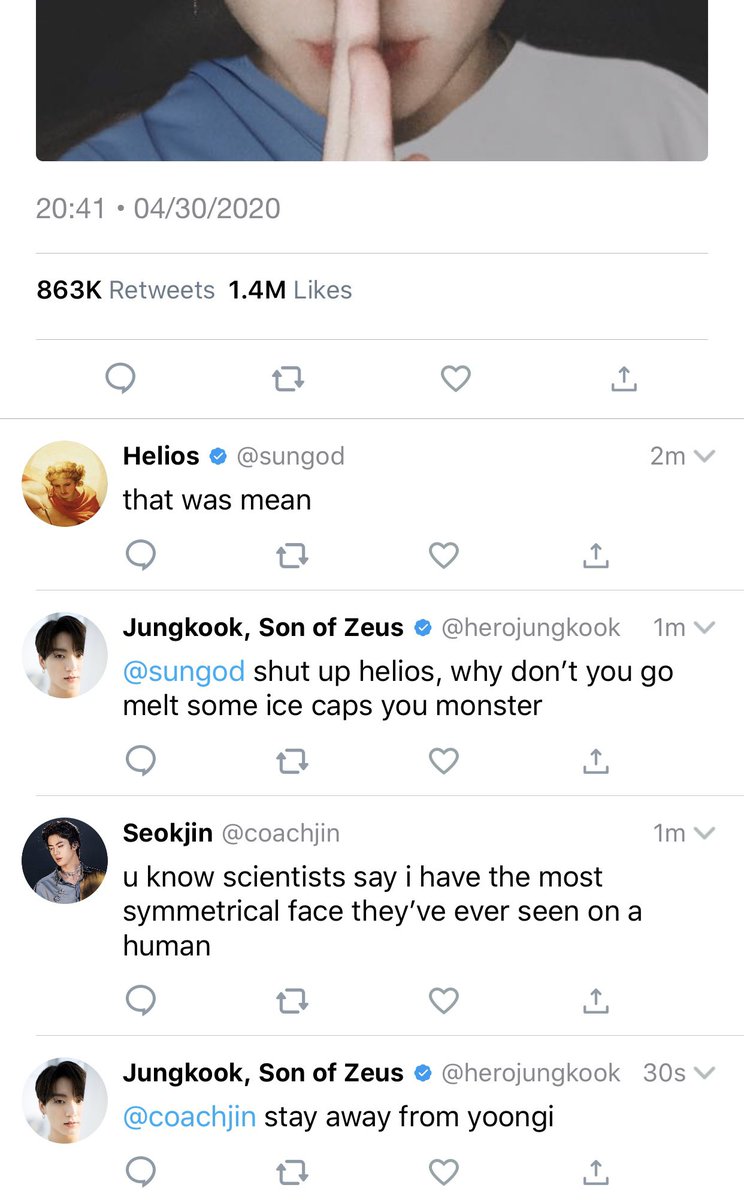 20:41 • 04/30/2020
863K Retweets 1.4M Likes
Helios @sungod 2m
that was mean
Jungkook, Son of Zeus @herojungkook 1m
@sungod shut up helios, why don’t you go
melt some ice caps you monster
Seokjin @coachjin 1m
u know scientists say i have the most
symmetrical face they’ve ever seen on a
human
Jungkook, Son of Zeus @herojungkook 30s
@coachjin stay away from yoongi